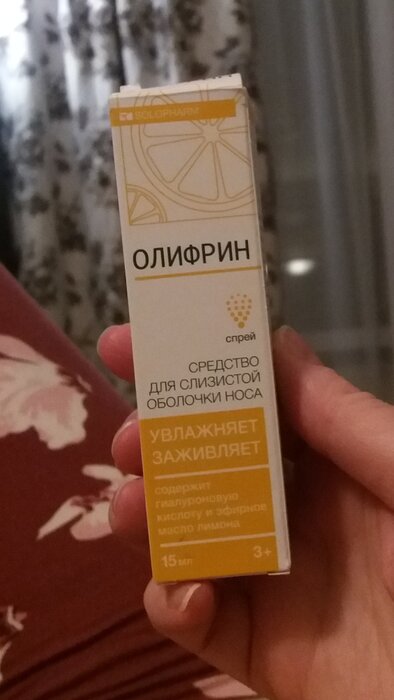 SOLOPHARM
ОЛИФРИН
спрей
СРЕДСТВО
ДЛЯ СЛИЗИСТОЙ
ОБОЛОЧКИ НОСА
УВЛАЖНЯЕТ
ЗАЖИВЛЯЕТ
содержит
гиалуроновую
кислоту и эфирное
масло лимона
15 мл 3+